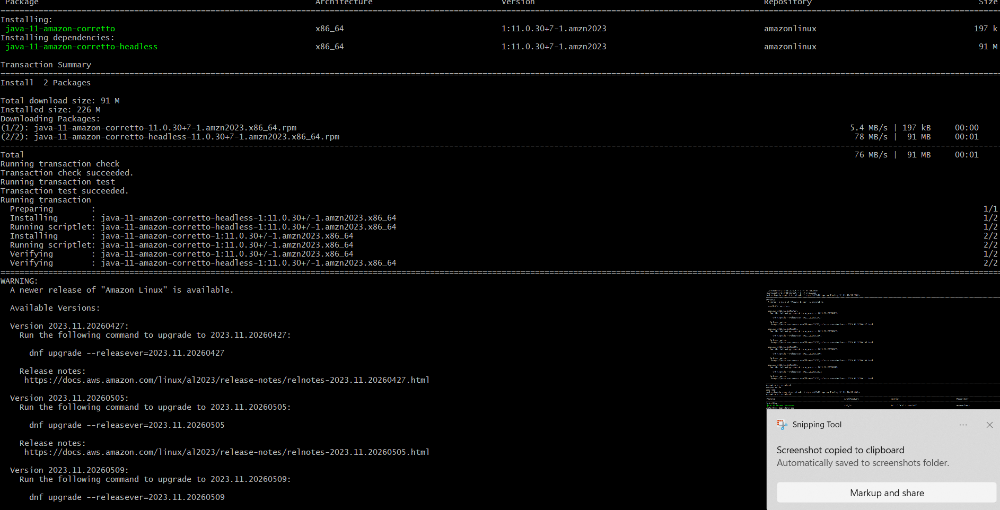 Package Architecture Version Repository Size
================================================================================
Installing:
java-11-amazon-corretto x86_64 1:11.0.30+7-1.amzn2023 amazonlinux 197 k
Installing dependencies:
java-11-amazon-corretto-headless x86_64 1:11.0.30+7-1.amzn2023 amazonlinux 91 M
Transaction Summary
================================================================================
Install 2 Packages
Total download size: 91 M
Installed size: 226 M
Downloading Packages:
(1/2): java-11-amazon-corretto-11.0.30+7-1.amzn2023.x86_64.rpm 5.4 MB/s | 197 kB 00:00
(2/2): java-11-amazon-corretto-headless-11.0.30+7-1.amzn2023.x86_64.rpm 78 MB/s | 91 MB 00:01
--------------------------------------------------------------------------------
Total 76 MB/s | 91 MB 00:01
Running transaction check
Transaction check succeeded.
Running transaction test
Transaction test succeeded.
Running transaction
Preparing : 1/1
Installing : java-11-amazon-corretto-headless-1:11.0.30+7-1.amzn2023.x86_64 1/2
Running scriptlet: java-11-amazon-corretto-headless-1:11.0.30+7-1.amzn2023.x86_64 1/2
Installing : java-11-amazon-corretto-1:11.0.30+7-1.amzn2023.x86_64 2/2
Running scriptlet: java-11-amazon-corretto-1:11.0.30+7-1.amzn2023.x86_64 2/2
Verifying : java-11-amazon-corretto-1:11.0.30+7-1.amzn2023.x86_64 1/2
Verifying : java-11-amazon-corretto-headless-1:11.0.30+7-1.amzn2023.x86_64 2/2
================================================================================
WARNING:
A newer release of "Amazon Linux" is available.
Available Versions:
Version 2023.11.20260427:
Run the following command to upgrade to 2023.11.20260427:
dnf upgrade --releasever=2023.11.20260427
Release notes:
https://docs.aws.amazon.com/linux/al2023/release-notes/relnotes-2023.11.20260427.html
Version 2023.11.20260505:
Run the following command to upgrade to 2023.11.20260505:
dnf upgrade --releasever=2023.11.20260505
Release notes:
https://docs.aws.amazon.com/linux/al2023/release-notes/relnotes-2023.11.20260505.html
Version 2023.11.20260509:
Run the following command to upgrade to 2023.11.20260509:
dnf upgrade --releasever=2023.11.20260509
Snipping Tool
Screenshot copied to clipboard
Automatically saved to screenshots folder.
Markup and share